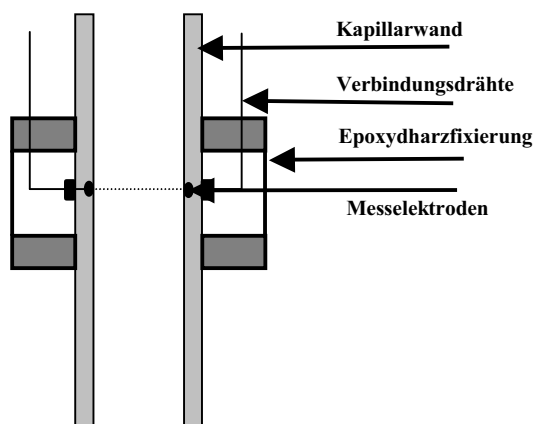 Kapillarwand
Verbindungsdrähte
Epoxydharzfixierung
Messelektroden